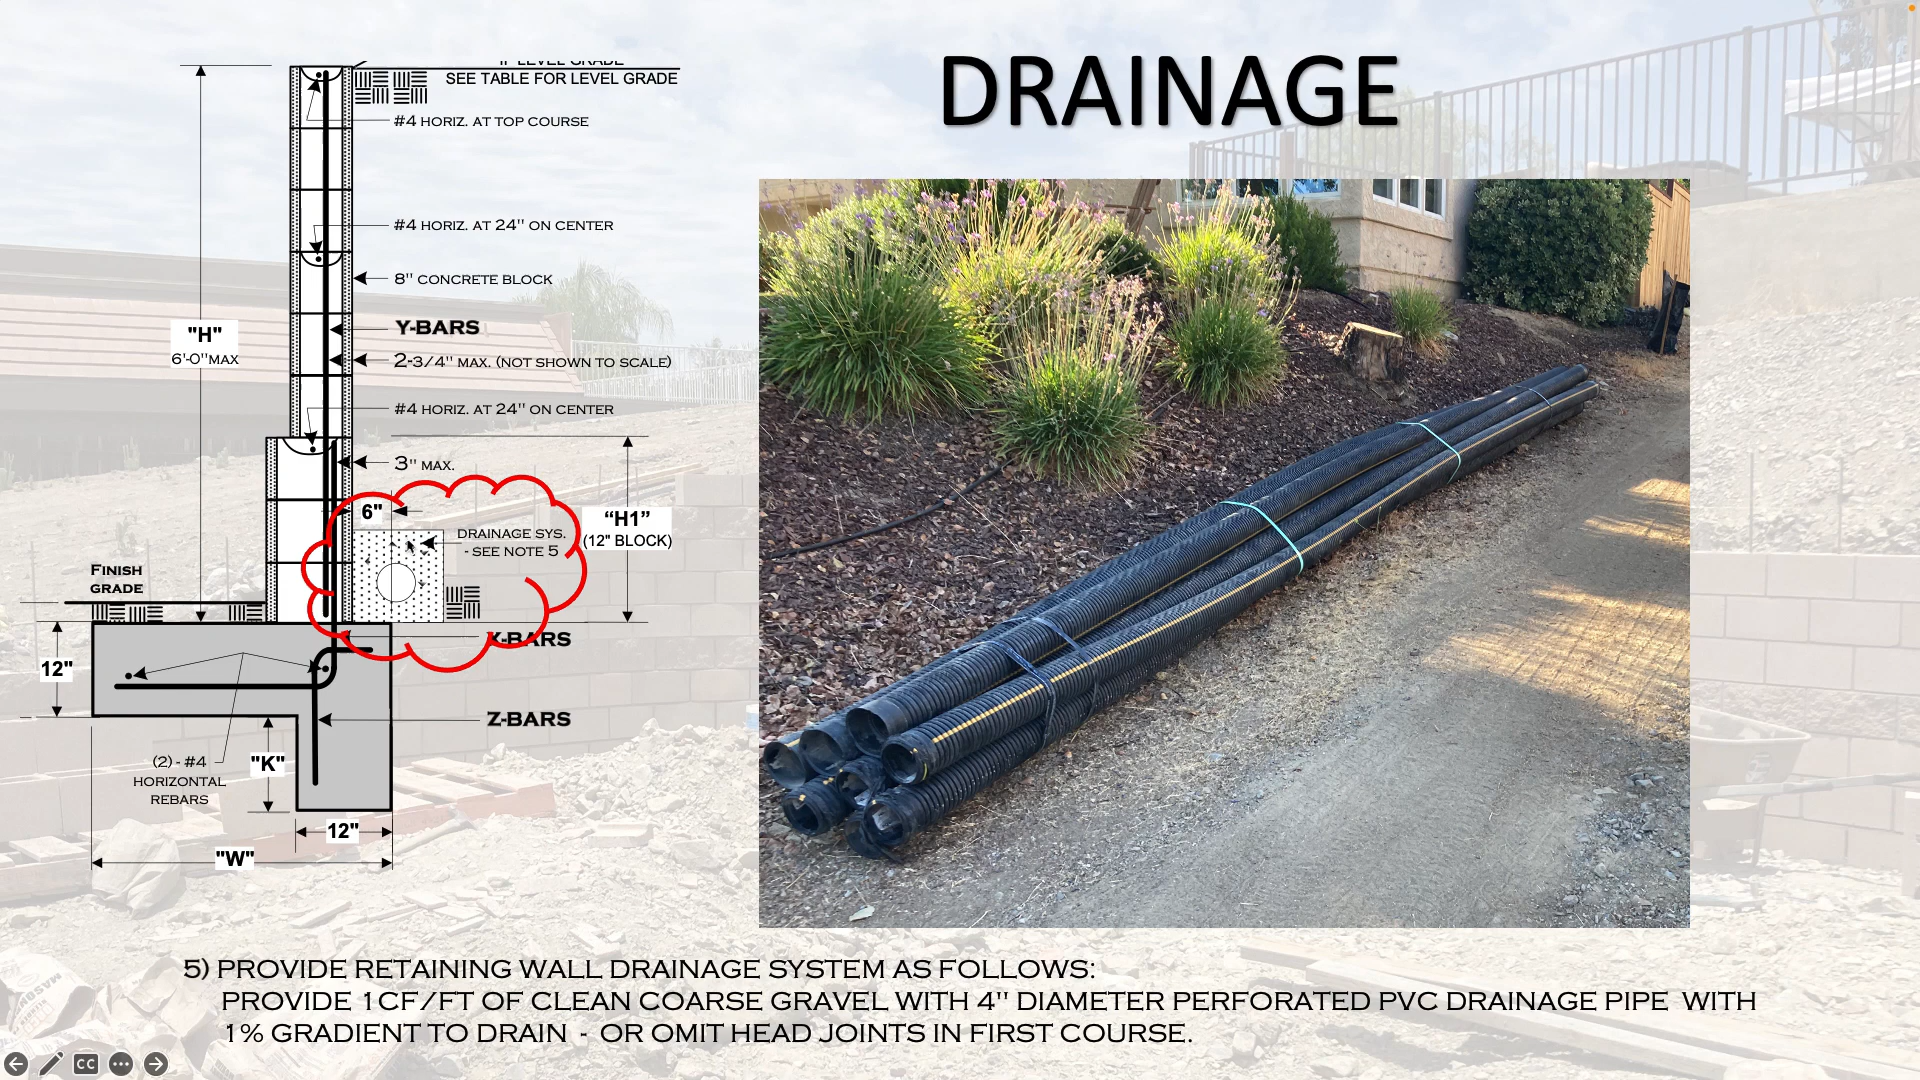 DRAINAGE
SEE TABLE FOR LEVEL GRADE
#4 HORIZ. AT TOP COURSE
#4 HORIZ. AT 24" ON CENTER
8" CONCRETE BLOCK
"H"
6'-0"MAX
Y-BARS
2-3/4" MAX. (NOT SHOWN TO SCALE)
#4 HORIZ. AT 24" ON CENTER
3" MAX.
6"
DRAINAGE SYS.
- SEE NOTE 5
“H1”
(12" BLOCK)
FINISH
GRADE
X-BARS
12"
Z-BARS
(2) - #4
HORIZONTAL
REBARS
"K"
12"
"W"
5) PROVIDE RETAINING WALL DRAINAGE SYSTEM AS FOLLOWS:
PROVIDE 1 CF/FT OF CLEAN COARSE GRAVEL WITH 4" DIAMETER PERFORATED PVC DRAINAGE PIPE WITH
1% GRADIENT TO DRAIN - OR OMIT HEAD JOINTS IN FIRST COURSE.
CC